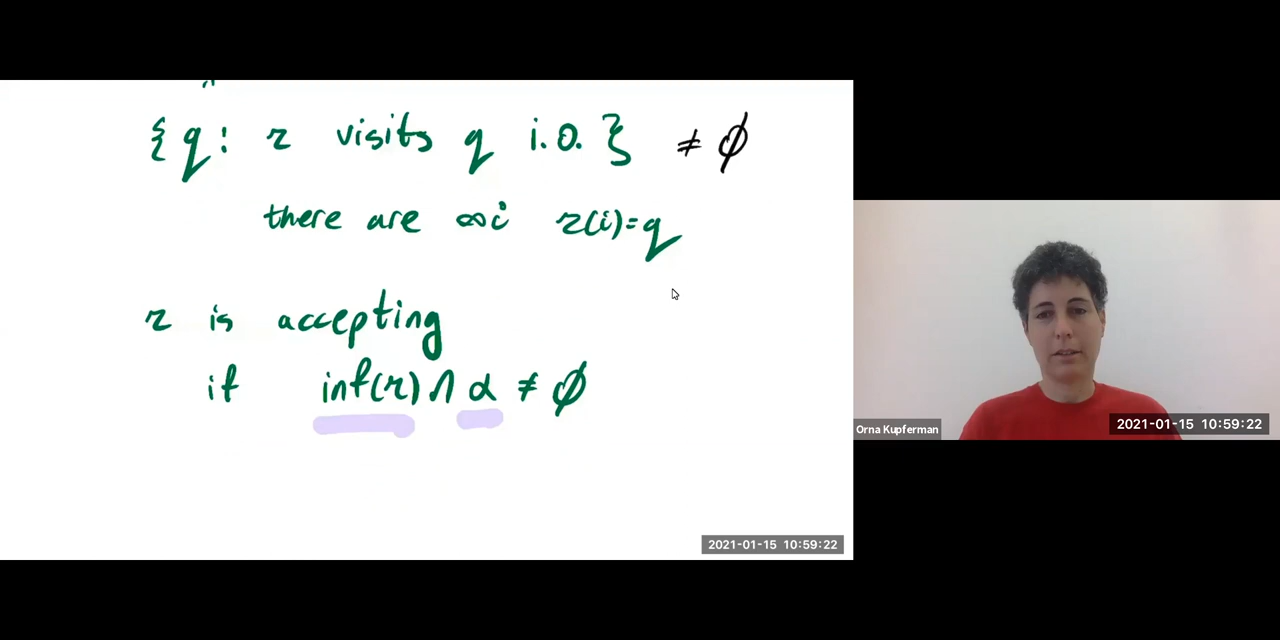 {q: r visits q i.o.} ≠ ∅
there are ∞ i r(i)=q
r is accepting
if inf(r) ∩ α ≠ ∅
Orna Kupferman
2021-01-15 10:59:22
2021-01-15 10:59:22